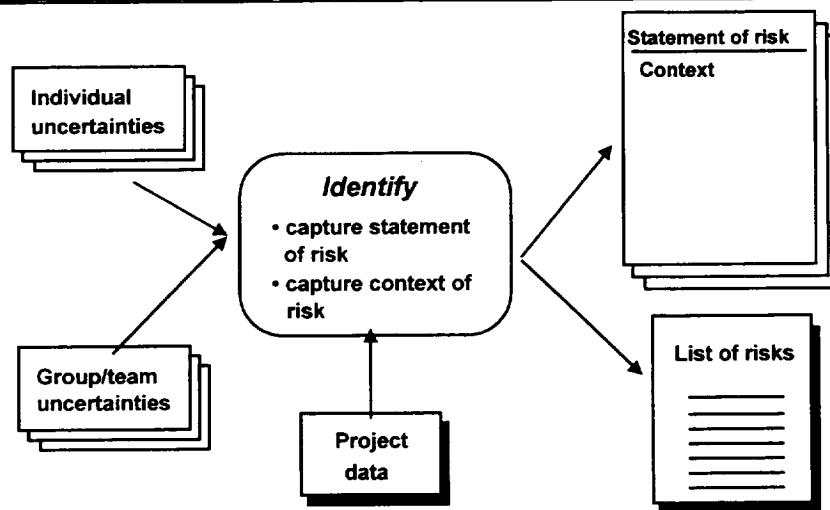 Individual
uncertainties
Group/team
uncertainties
Identify
• capture statement
of risk
• capture context of
risk
Project
data
Statement of risk
Context
List of risks